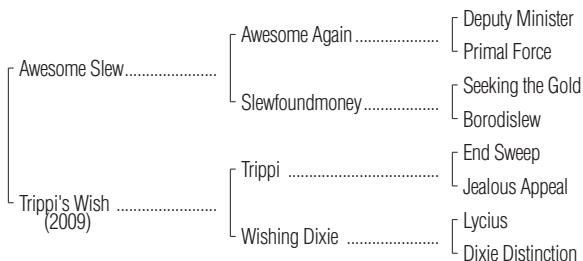 Deputy Minister
Awesome Again ....................
Primal Force
Awesome Slew......................
Seeking the Gold
Slewfoundmoney..................
Borodislew
End Sweep
Trippi ....................................
Jealous Appeal
Trippi's Wish ........................
(2009)
Lycius
Wishing Dixie ......................
Dixie Distinction